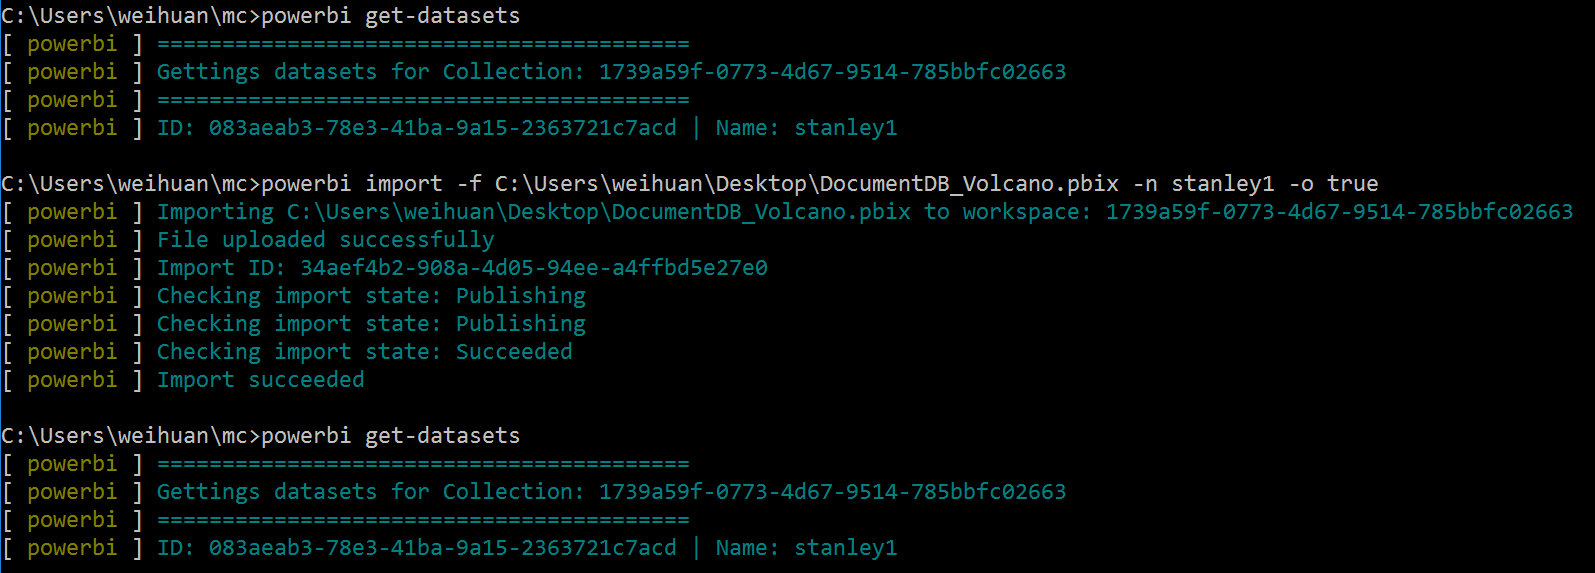 C:\Users\weihuan\mc>powerbi get-datasets
[ powerbi ] =========================================
[ powerbi ] Gettings datasets for Collection: 1739a59f-0773-4d67-9514-785bbfc02663
[ powerbi ] =========================================
[ powerbi ] ID: 083aeab3-78e3-41ba-9a15-2363721c7acd | Name: stanley1
C:\Users\weihuan\mc>powerbi import -f C:\Users\weihuan\Desktop\DocumentDB_Volcano.pbix -n stanley1 -o true
[ powerbi ] Importing C:\Users\weihuan\Desktop\DocumentDB_Volcano.pbix to workspace: 1739a59f-0773-4d67-9514-785bbfc02663
[ powerbi ] File uploaded successfully
[ powerbi ] Import ID: 34aef4b2-908a-4d05-94ee-a4ffbd5e27e0
[ powerbi ] Checking import state: Publishing
[ powerbi ] Checking import state: Publishing
[ powerbi ] Checking import state: Succeeded
[ powerbi ] Import succeeded
C:\Users\weihuan\mc>powerbi get-datasets
[ powerbi ] =========================================
[ powerbi ] Gettings datasets for Collection: 1739a59f-0773-4d67-9514-785bbfc02663
[ powerbi ] =========================================
[ powerbi ] ID: 083aeab3-78e3-41ba-9a15-2363721c7acd | Name: stanley1